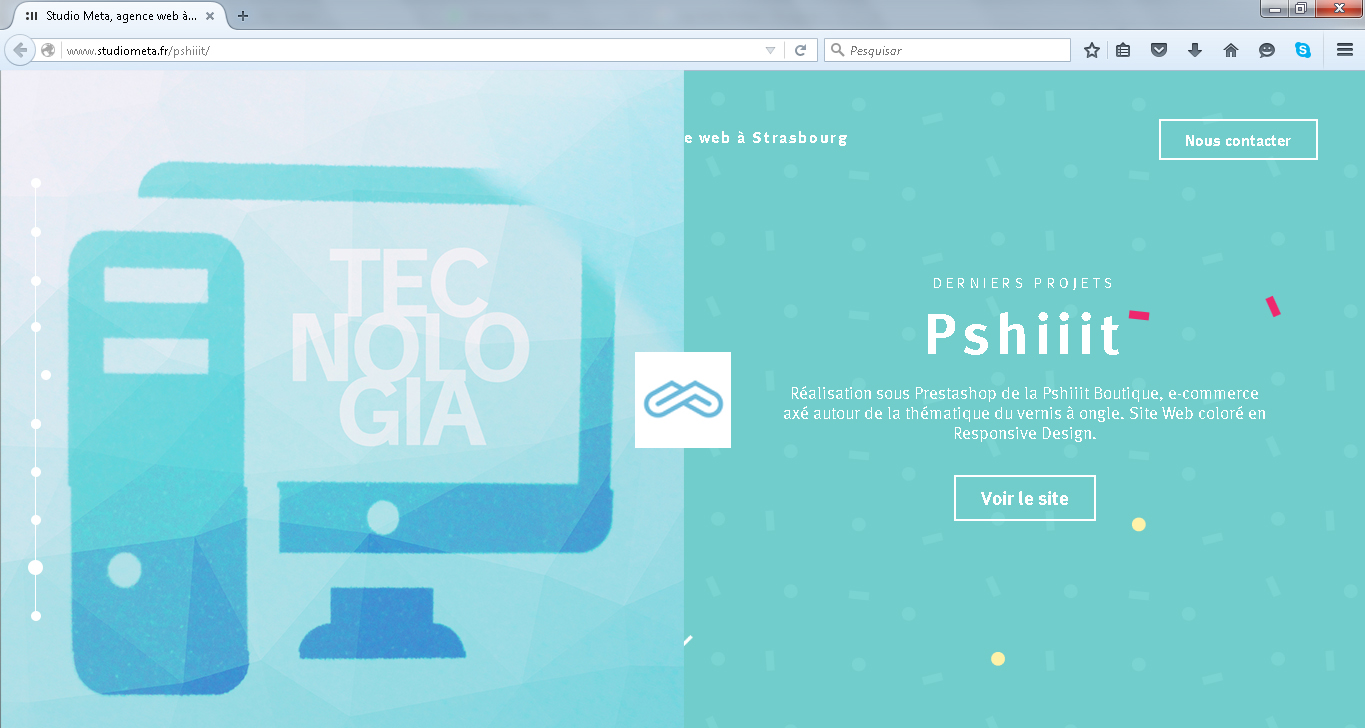 Studio Meta, agence web à...
www.studiometa.fr/pshiiit/
Pesquisar
e web à Strasbourg
Nous contacter
TEC
NOLO
GIA
DERNIERS PROJETS
Pshiiit
Réalisation sous Prestashop de la Pshiiit Boutique, e-commerce
axé autour de la thématique du vernis à ongle. Site Web coloré en
Responsive Design.
Voir le site